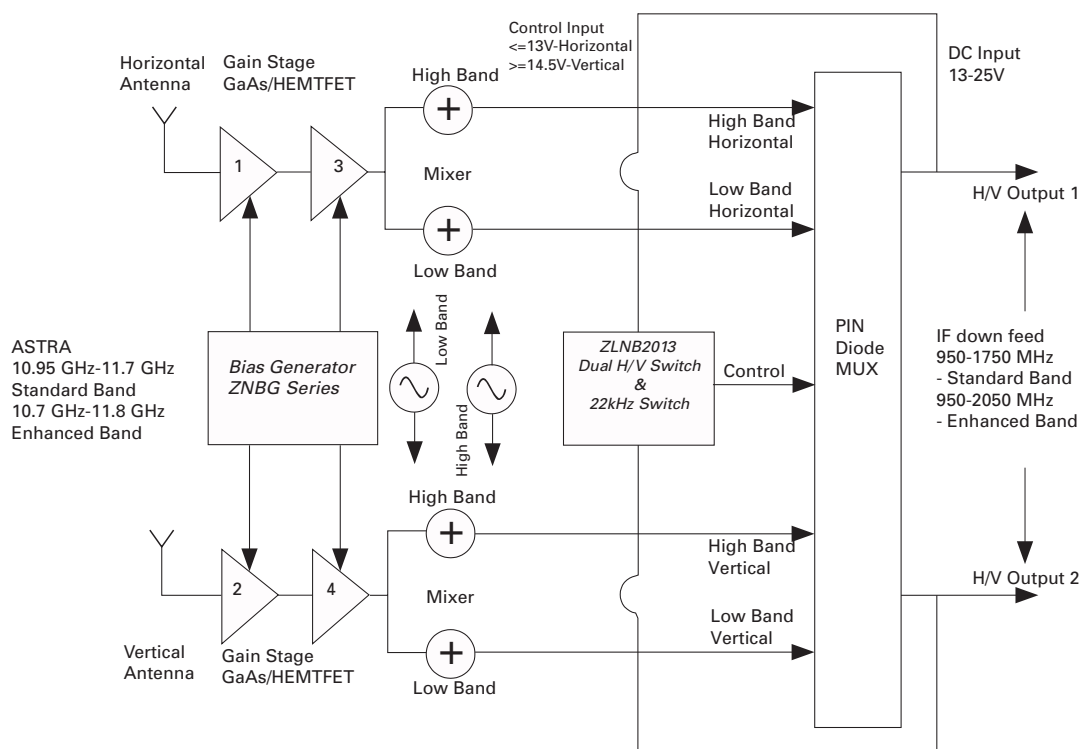 Control Input
<=13V-Horizontal
>=14.5V-Vertical
DC Input
13-25V
Horizontal
Antenna
Gain Stage
GaAs/HEMTFET
High Band
1
3
Mixer
Low Band
High Band
Horizontal
Low Band
Horizontal
H/V Output 1
ASTRA
10.95 GHz-11.7 GHz
Standard Band
10.7 GHz-11.8 GHz
Enhanced Band
Bias Generator
ZNBG Series
Low Band
High Band
ZLNB2013
Dual H/V Switch
&
22kHz Switch
Control
PIN
Diode
MUX
IF down feed
950-1750 MHz
- Standard Band
950-2050 MHz
- Enhanced Band
High Band
2
4
Mixer
Low Band
High Band
Vertical
Low Band
Vertical
H/V Output 2
Vertical
Antenna
Gain Stage
GaAs/HEMTFET